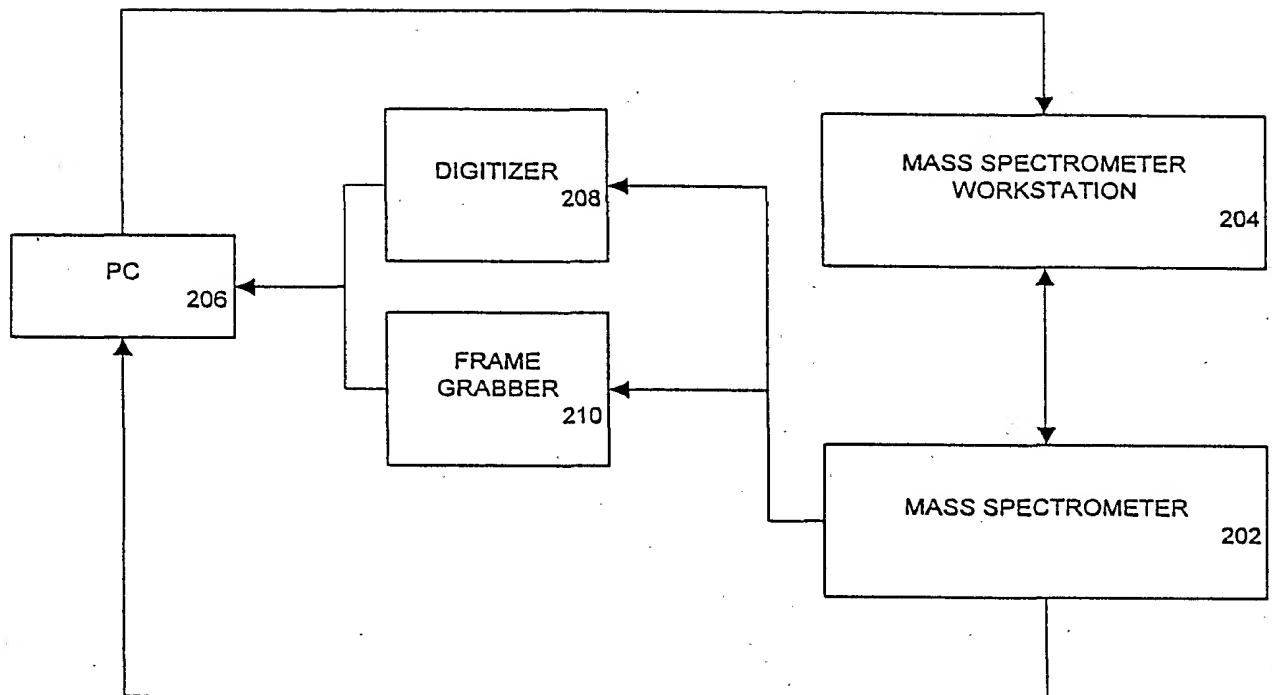 DIGITIZER
208
MASS SPECTROMETER
WORKSTATION
204
PC
206
FRAME
GRABBER
210
MASS SPECTROMETER
202